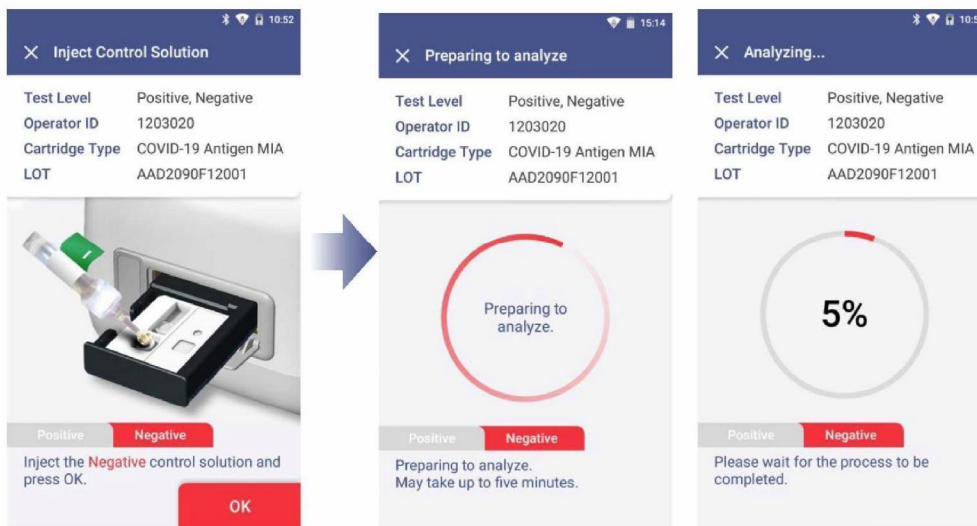 10:52
Inject Control Solution
Test Level Positive, Negative
Operator ID 1203020
Cartridge Type COVID-19 Antigen MIA
LOT AAD2090F12001
Positive Negative
Inject the Negative control solution and
press OK.
OK
15:14
Preparing to analyze
Test Level Positive, Negative
Operator ID 1203020
Cartridge Type COVID-19 Antigen MIA
LOT AAD2090F12001
Preparing to
analyze.
Positive Negative
Preparing to analyze.
May take up to five minutes.
Analyzing...
Test Level Positive, Negative
Operator ID 1203020
Cartridge Type COVID-19 Antigen MIA
LOT AAD2090F12001
5%
Positive Negative
Please wait for the process to be
completed.